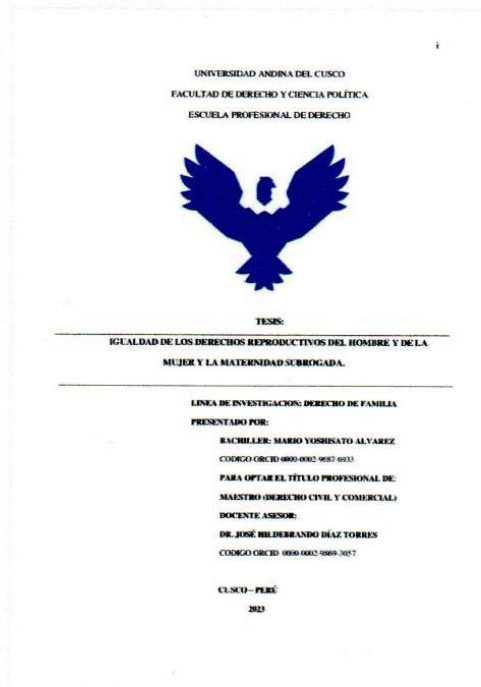 i
UNIVERSIDAD ANDINA DEL CUSCO
FACULTAD DE DERECHO Y CIENCIA POLÍTICA
ESCUELA PROFESIONAL DE DERECHO
TESIS:
IGUALDAD DE LOS DERECHOS REPRODUCTIVOS DEL HOMBRE Y DE LA
MUJER Y LA MATERNIDAD SUBROGADA.
LINEA DE INVESTIGACION: DERECHO DE FAMILIA
PRESENTADO POR:
BACHILLER: MARIO YOSHISATO ALVAREZ
CODIGO ORCID 0000-0002-9687-6933
PARA OPTAR EL TÍTULO PROFESIONAL DE:
MAESTRO (DERECHO CIVIL Y COMERCIAL)
DOCENTE ASESOR:
DR. JOSÉ HILDEBRANDO DÍAZ TORRES
CODIGO ORCID 0000-0002-9869-3057
CUSCO – PERÚ
2023